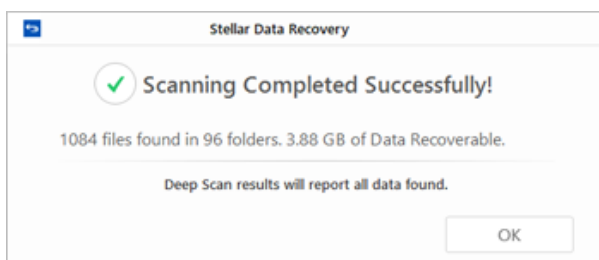 Stellar Data Recovery
Scanning Completed Successfully!
1084 files found in 96 folders. 3.88 GB of Data Recoverable.
Deep Scan results will report all data found.
OK